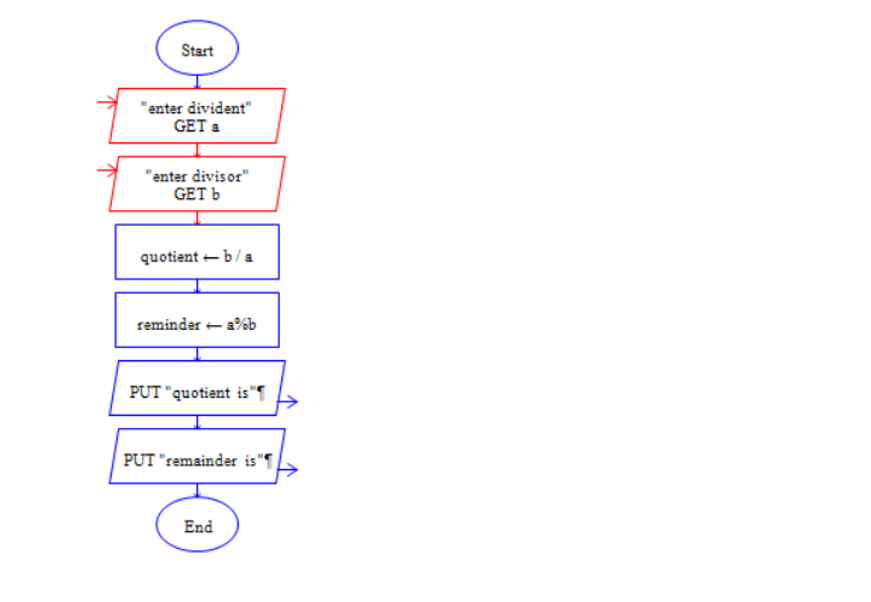 Start
"enter divident"
GET a
"enter divisor"
GET b
quotient ← b / a
reminder ← a%b
PUT "quotient is"¶
PUT "remainder is"¶
End